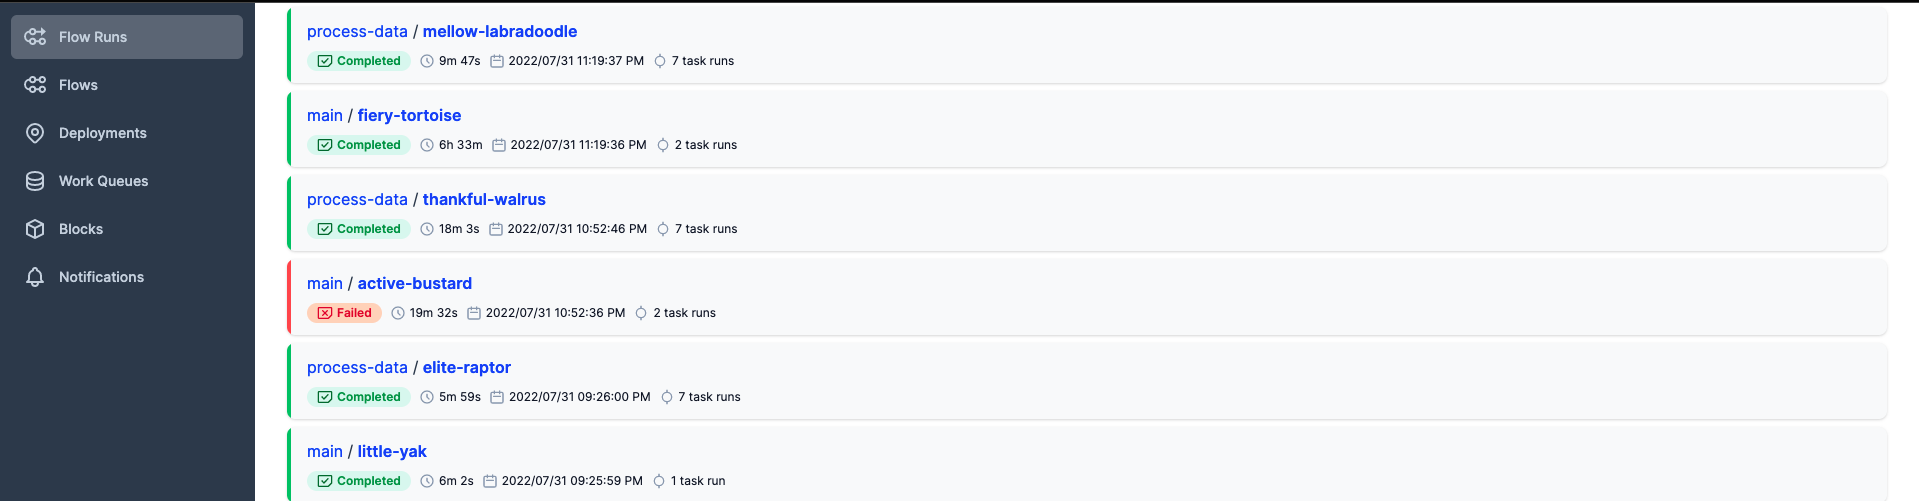 Flow Runs
Flows
Deployments
Work Queues
Blocks
Notifications
process-data / mellow-labradoodle
Completed 9m 47s 2022/07/31 11:19:37 PM 7 task runs
main / fiery-tortoise
Completed 6h 33m 2022/07/31 11:19:36 PM 2 task runs
process-data / thankful-walrus
Completed 18m 3s 2022/07/31 10:52:46 PM 7 task runs
main / active-bustard
Failed 19m 32s 2022/07/31 10:52:36 PM 2 task runs
process-data / elite-raptor
Completed 5m 59s 2022/07/31 09:26:00 PM 7 task runs
main / little-yak
Completed 6m 2s 2022/07/31 09:25:59 PM 1 task run